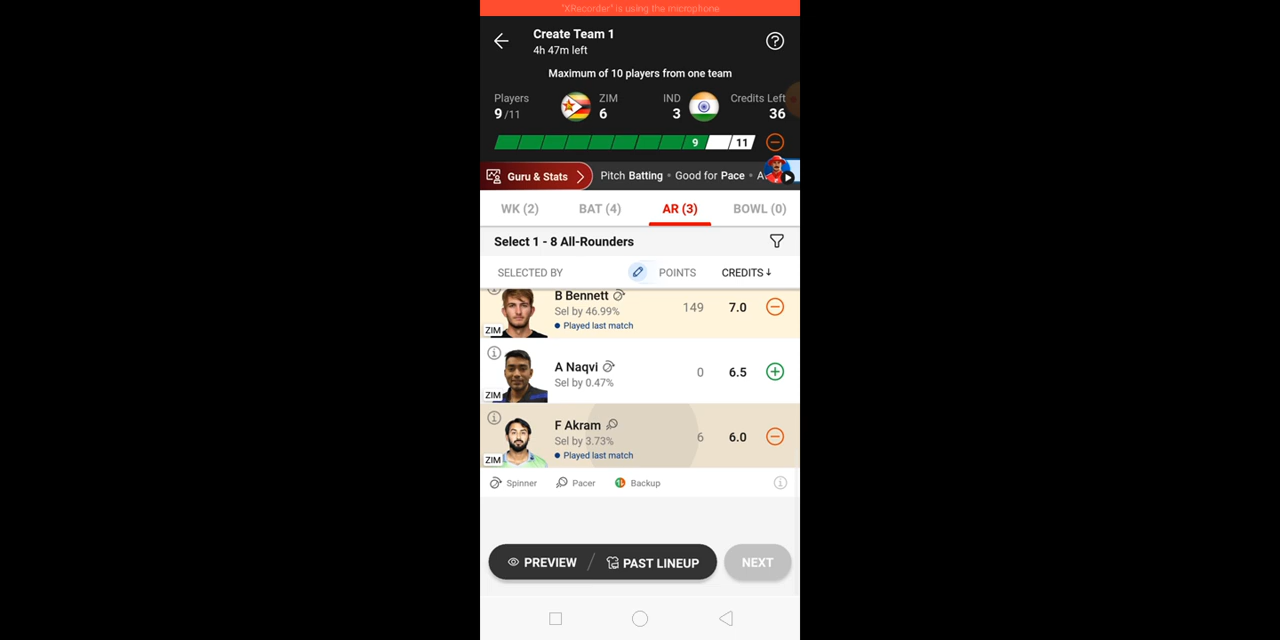 "XRecorder" is using the microphone
Create Team 1
4h 47m left
Maximum of 10 players from one team
Players ZIM IND Credits Left
9 /11 6 3 36
9 11
Guru & Stats Pitch Batting • Good for Pace • A
WK (2) BAT (4) AR (3) BOWL (0)
Select 1 - 8 All-Rounders
SELECTED BY POINTS CREDITS ↓
B Bennett
Sel by 46.99% 149 7.0
• Played last match
ZIM
A Naqvi
Sel by 0.47% 0 6.5
ZIM
F Akram
Sel by 3.73% 6 6.0
• Played last match
ZIM
Spinner Pacer Backup
PREVIEW / PAST LINEUP NEXT